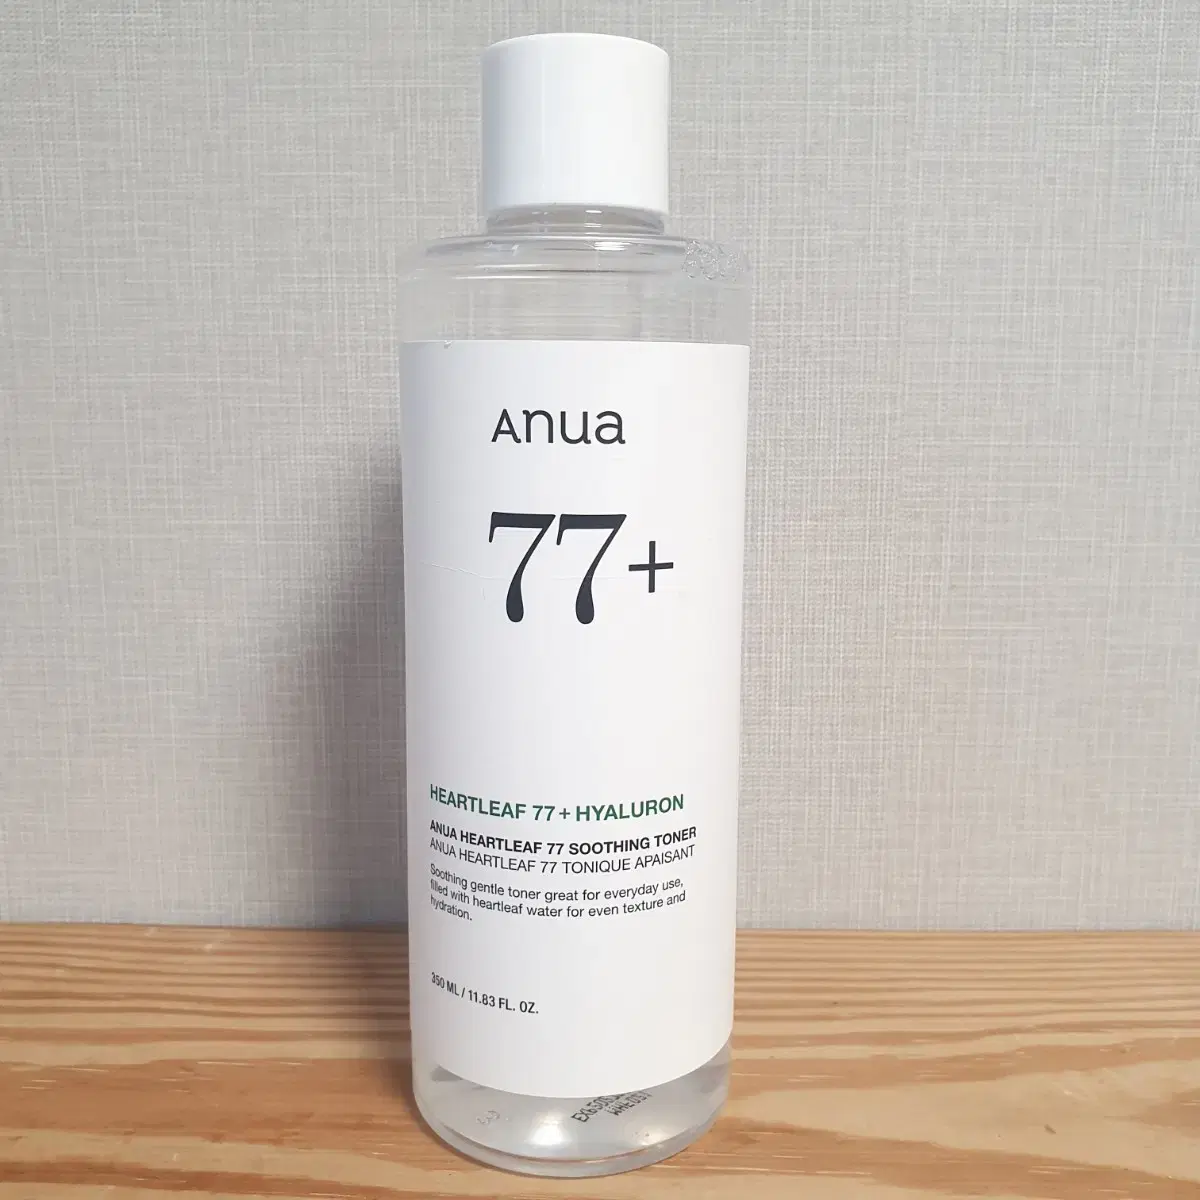 Anua
77+
HEARTLEAF 77 + HYALURON
ANUA HEARTLEAF 77 SOOTHING TONER
ANUA HEARTLEAF 77 TONIQUE APAISANT
Soothing gentle toner great for everyday use,
filled with heartleaf water for even texture and
hydration.
350 ML / 11.83 FL. OZ.